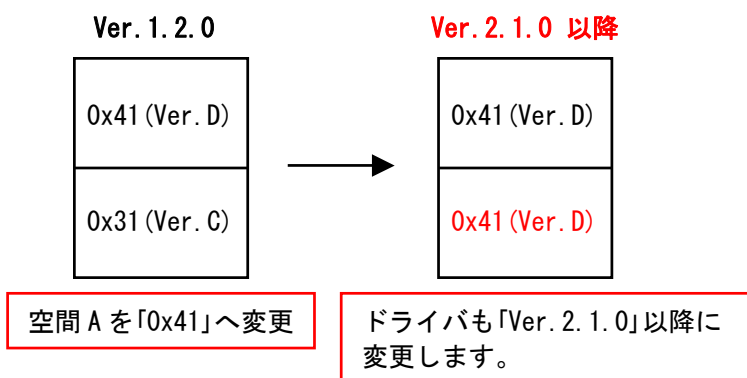 Ver.1.2.0
Ver.2.1.0 以降
0x41(Ver.D)
0x41(Ver.D)
0x31(Ver.C)
0x41(Ver.D)
空間 A を｢0x41｣へ変更
ドライバも｢Ver.2.1.0｣以降に
変更します。